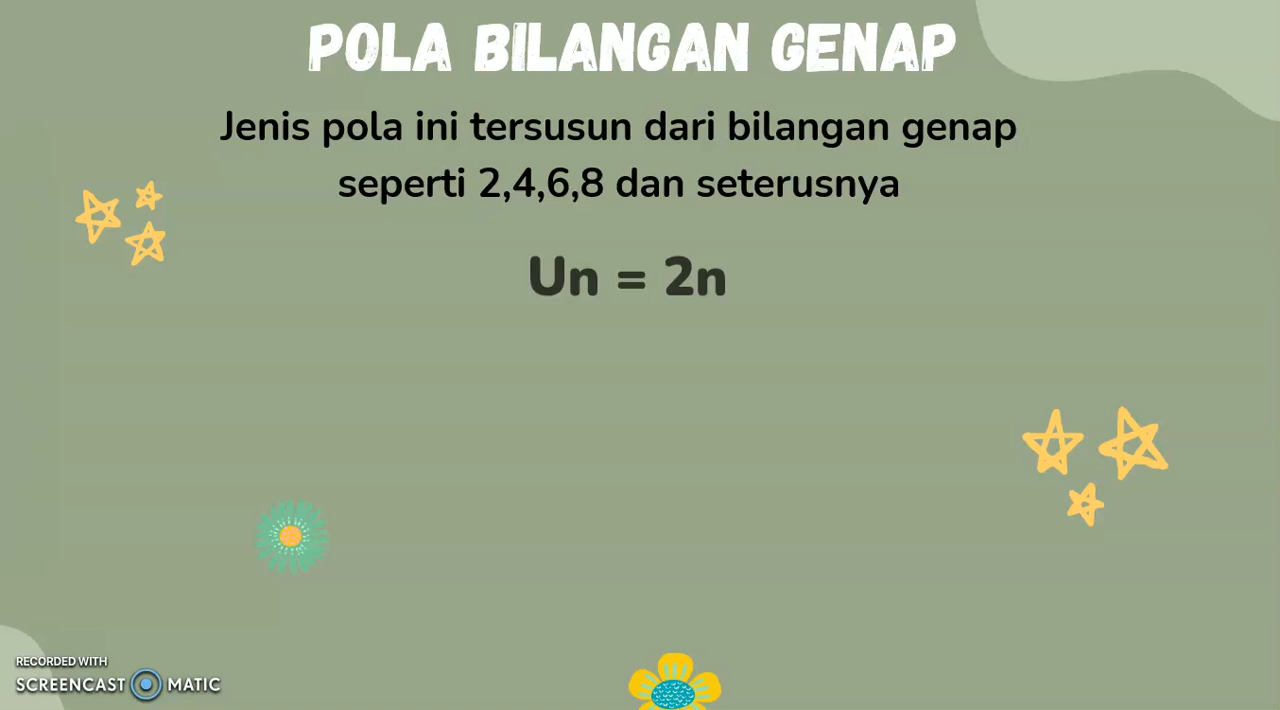 POLA BILANGAN GENAP
Jenis pola ini tersusun dari bilangan genap
seperti 2,4,6,8 dan seterusnya
Un = 2n
RECORDED WITH
SCREENCAST MATIC